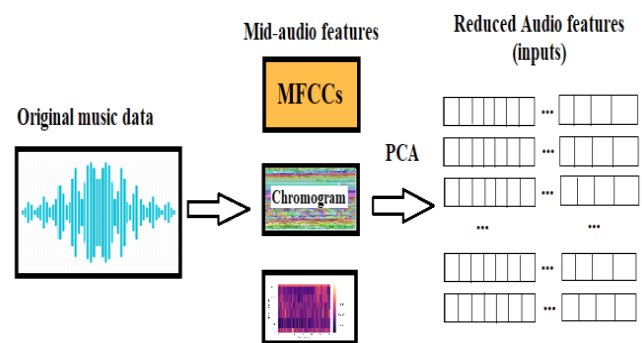 Mid-audio features
Reduced Audio features
(inputs)
MFCCs
Original music data
Chromogram
PCA
...
...
...
... ...
...
...